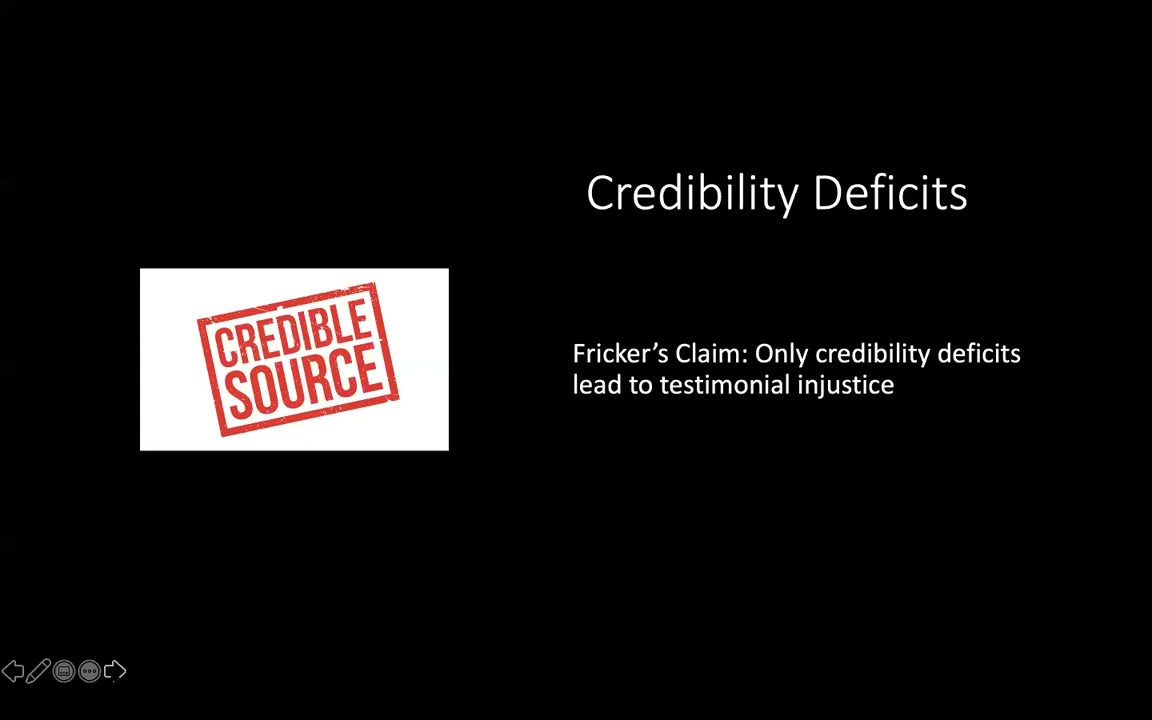 Credibility Deficits
CREDIBLE
SOURCE
Fricker’s Claim: Only credibility deficits
lead to testimonial injustice